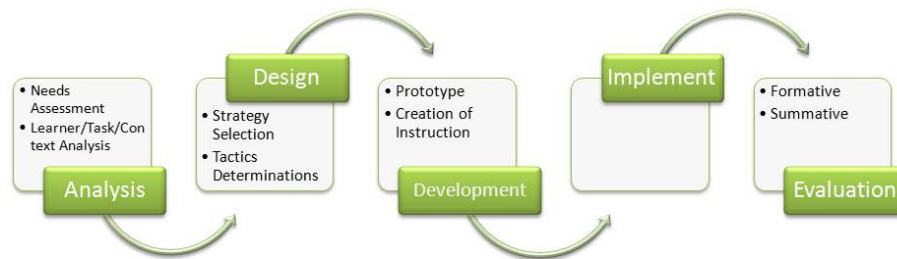 • Needs
Assessment
• Learner/Task/Con
text Analysis
Analysis
Design
• Strategy
Selection
• Tactics
Determinations
• Prototype
• Creation of
Instruction
Development
Implement
• Formative
• Summative
Evaluation